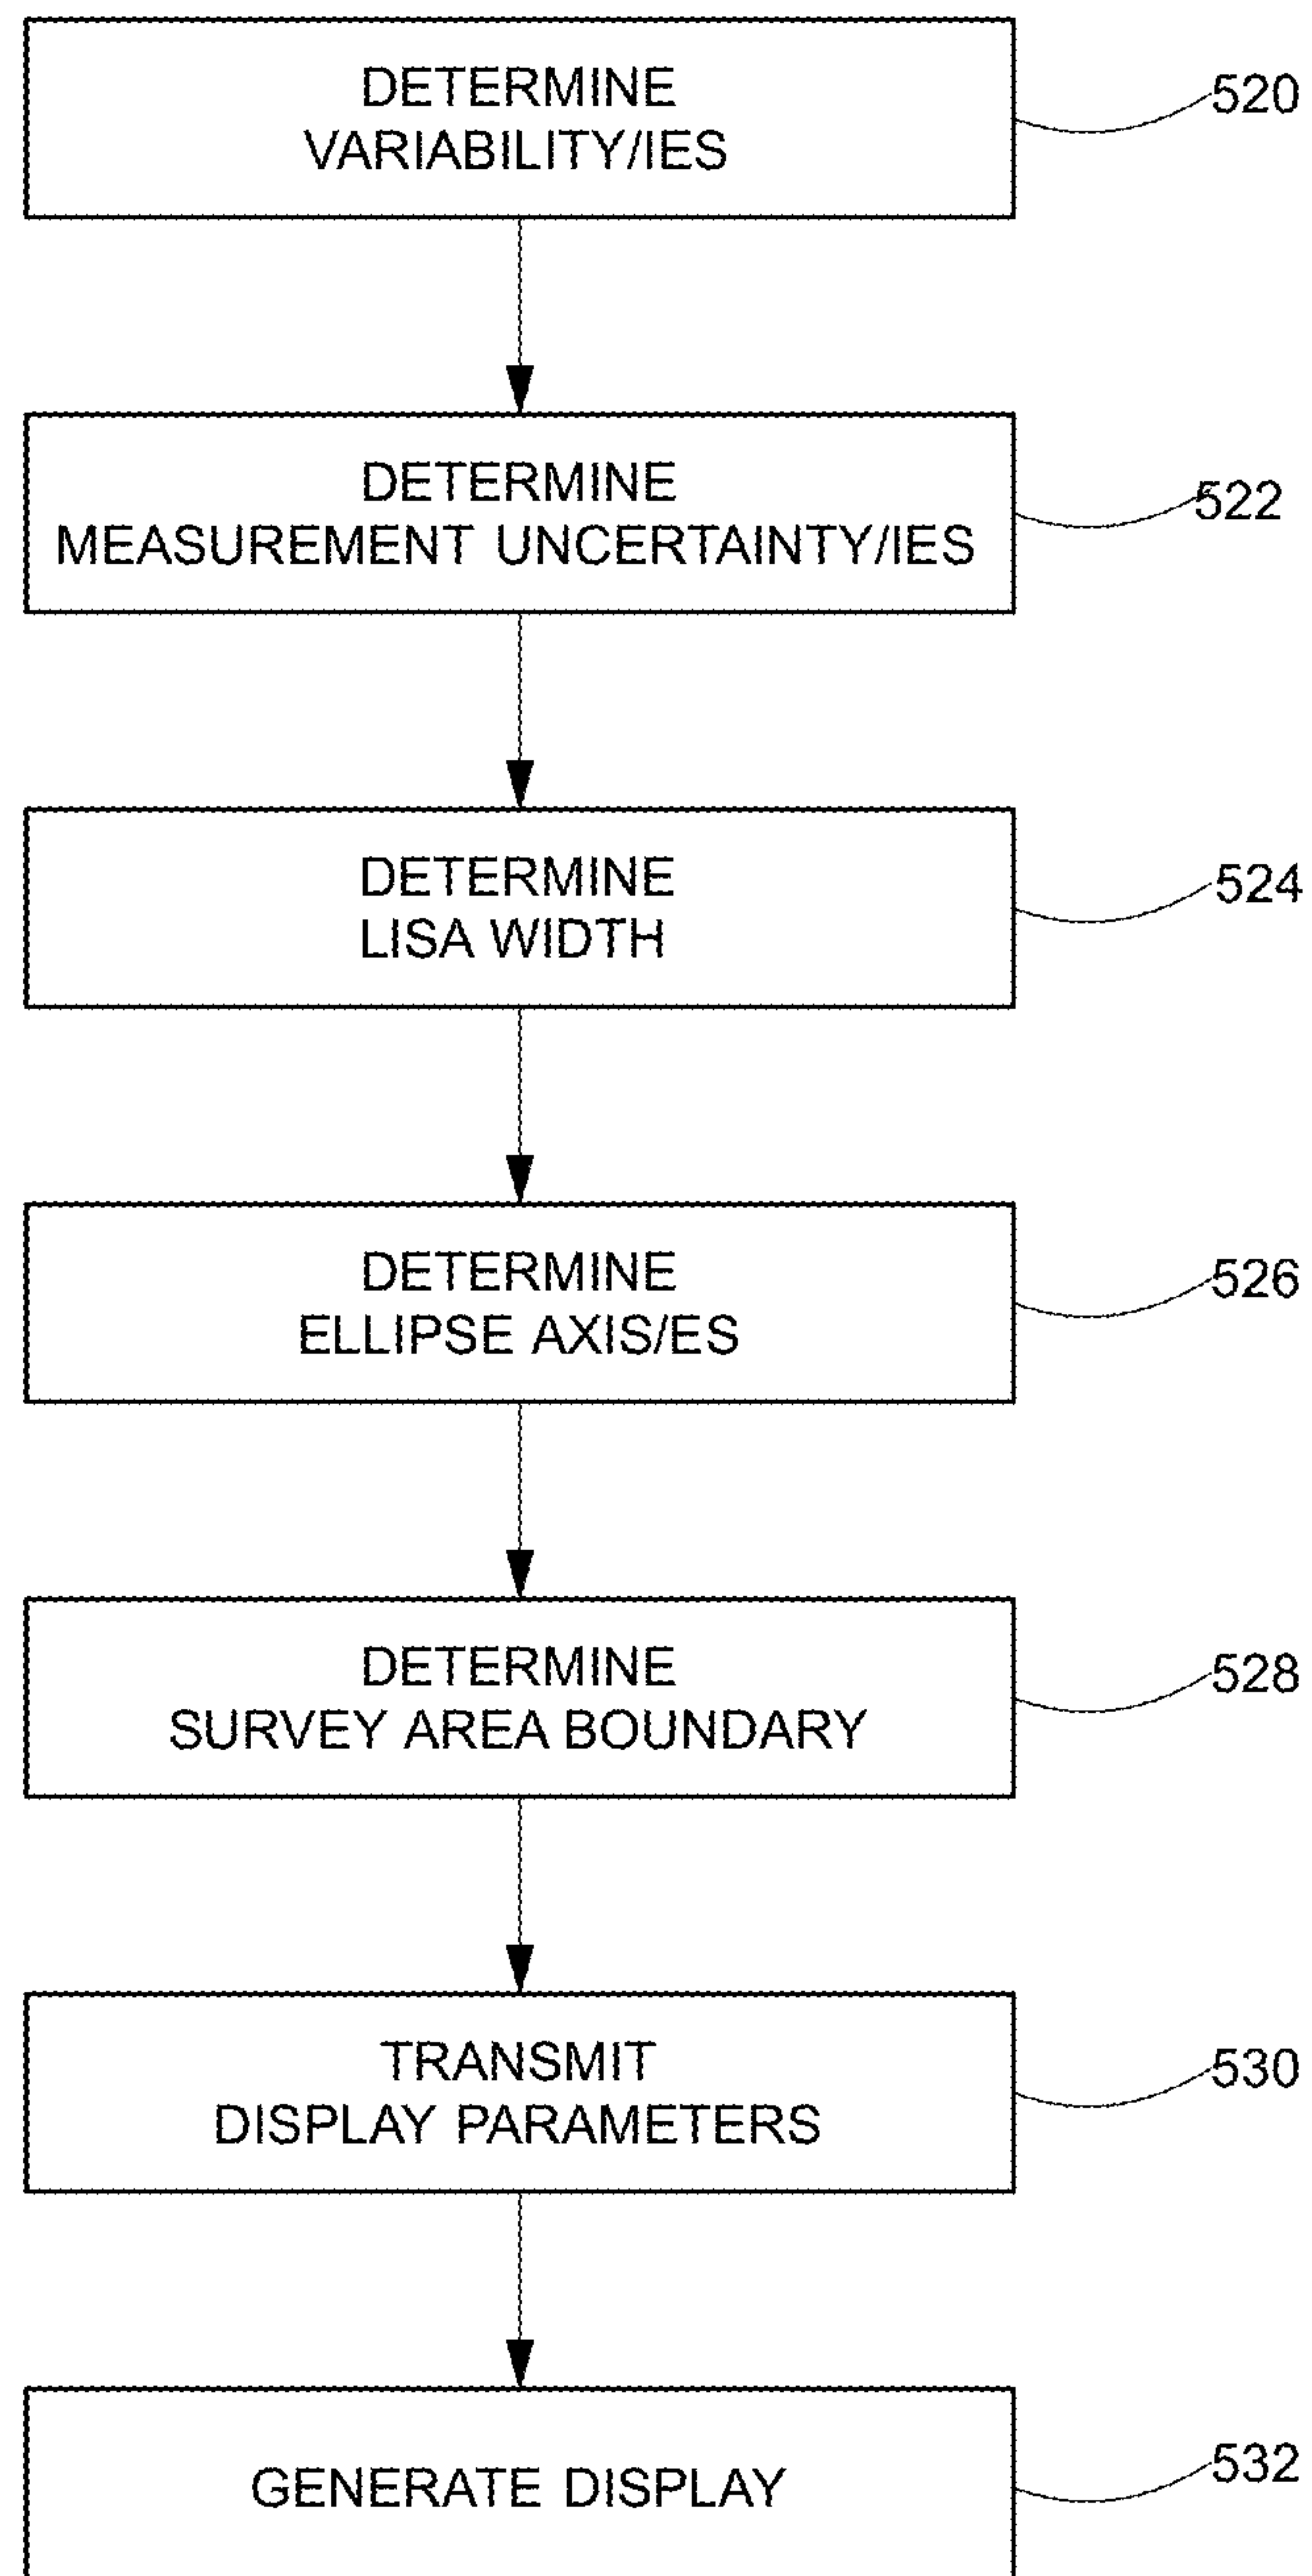 DETERMINE
VARIABILITY/IES
520
DETERMINE
MEASUREMENT UNCERTAINTY/IES
522
DETERMINE
LISA WIDTH
524
DETERMINE
ELLIPSE AXIS/ES
526
DETERMINE
SURVEY AREA BOUNDARY
528
TRANSMIT
DISPLAY PARAMETERS
530
GENERATE DISPLAY
532